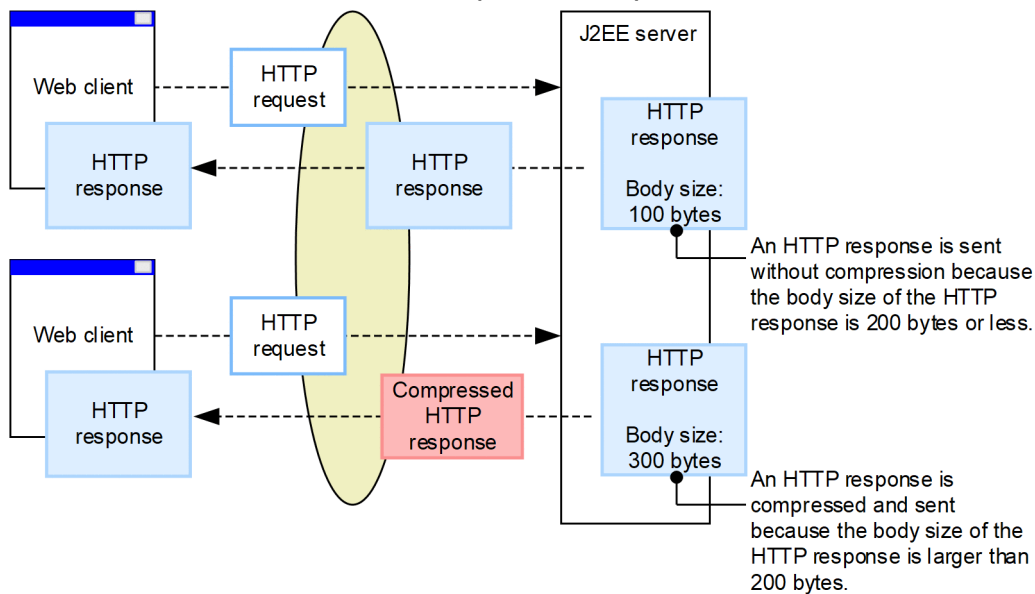 J2EE server
Web client
HTTP
request
HTTP
response
HTTP
response
HTTP
response
Body size:
100 bytes
An HTTP response is sent
without compression because
the body size of the HTTP
response is 200 bytes or less.
Web client
HTTP
request
HTTP
response
Compressed
HTTP
response
HTTP
response
Body size:
300 bytes
An HTTP response is
compressed and sent
because the body size of the
HTTP response is larger than
200 bytes.